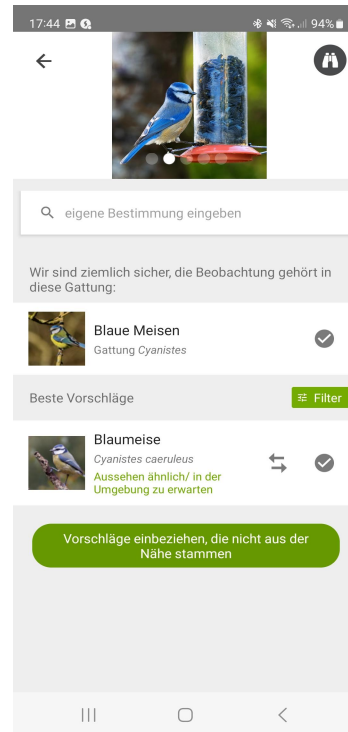 17:44
94%
eigene Bestimmung eingeben
Wir sind ziemlich sicher, die Beobachtung gehört in
diese Gattung:
Blaue Meisen
Gattung Cyanistes
Beste Vorschläge
Filter
Blaumeise
Cyanistes caeruleus
Aussehen ähnlich/ in der
Umgebung zu erwarten
Vorschläge einbeziehen, die nicht aus der
Nähe stammen